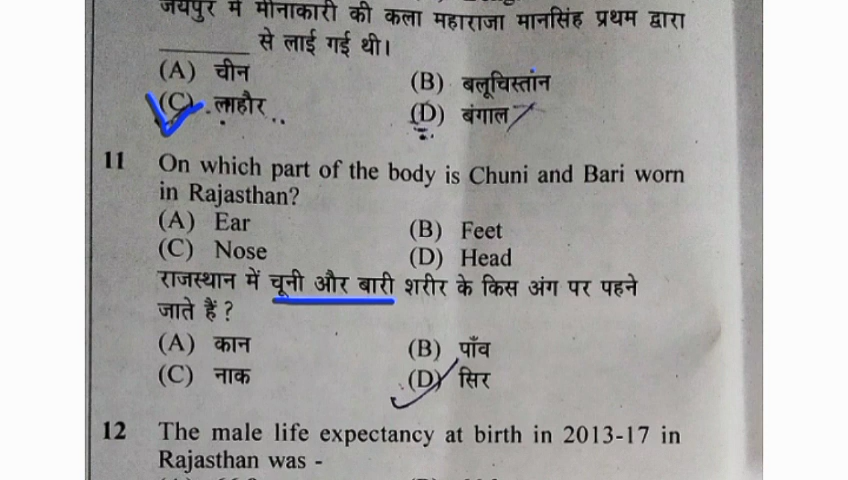 जयपुर में मीनाकारी की कला महाराजा मानसिंह प्रथम द्वारा
________ से लाई गई थी।
(A) चीन (B) बलूचिस्तान
(C) लाहौर (D) बंगाल
11 On which part of the body is Chuni and Bari worn
in Rajasthan?
(A) Ear (B) Feet
(C) Nose (D) Head
राजस्थान में चूनी और बारी शरीर के किस अंग पर पहने
जाते हैं ?
(A) कान (B) पाँव
(C) नाक (D) सिर
12 The male life expectancy at birth in 2013-17 in
Rajasthan was -